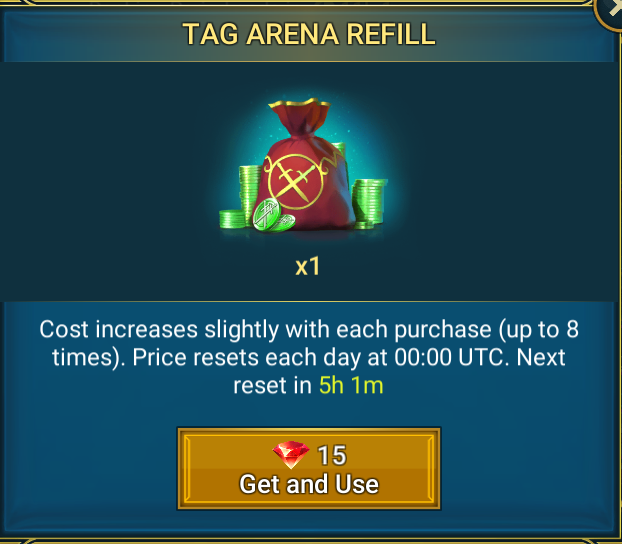 TAG ARENA REFILL
x1
Cost increases slightly with each purchase (up to 8
times). Price resets each day at 00:00 UTC. Next
reset in 5h 1m
15
Get and Use